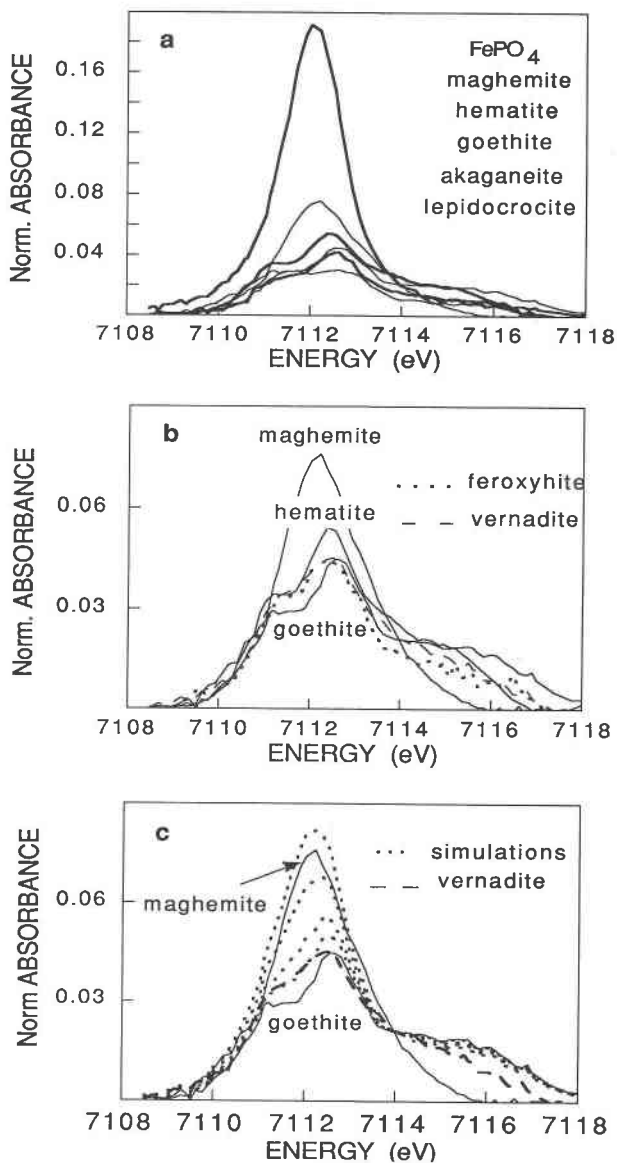 a
FePO4
maghemite
hematite
goethite
akaganeite
lepidocrocite
0.16
0.12
0.08
0.04
Norm. ABSORBANCE
7108 7110 7112 7114 7116 7118
ENERGY (eV)
b
maghemite
feroxyhite
hematite
vernadite
goethite
0.06
0.03
Norm. ABSORBANCE
7108 7110 7112 7114 7116 7118
ENERGY (eV)
c
simulations
vernadite
maghemite
goethite
0.06
0.03
Norm ABSORBANCE
7108 7110 7112 7114 7116 7118
ENERGY (eV)